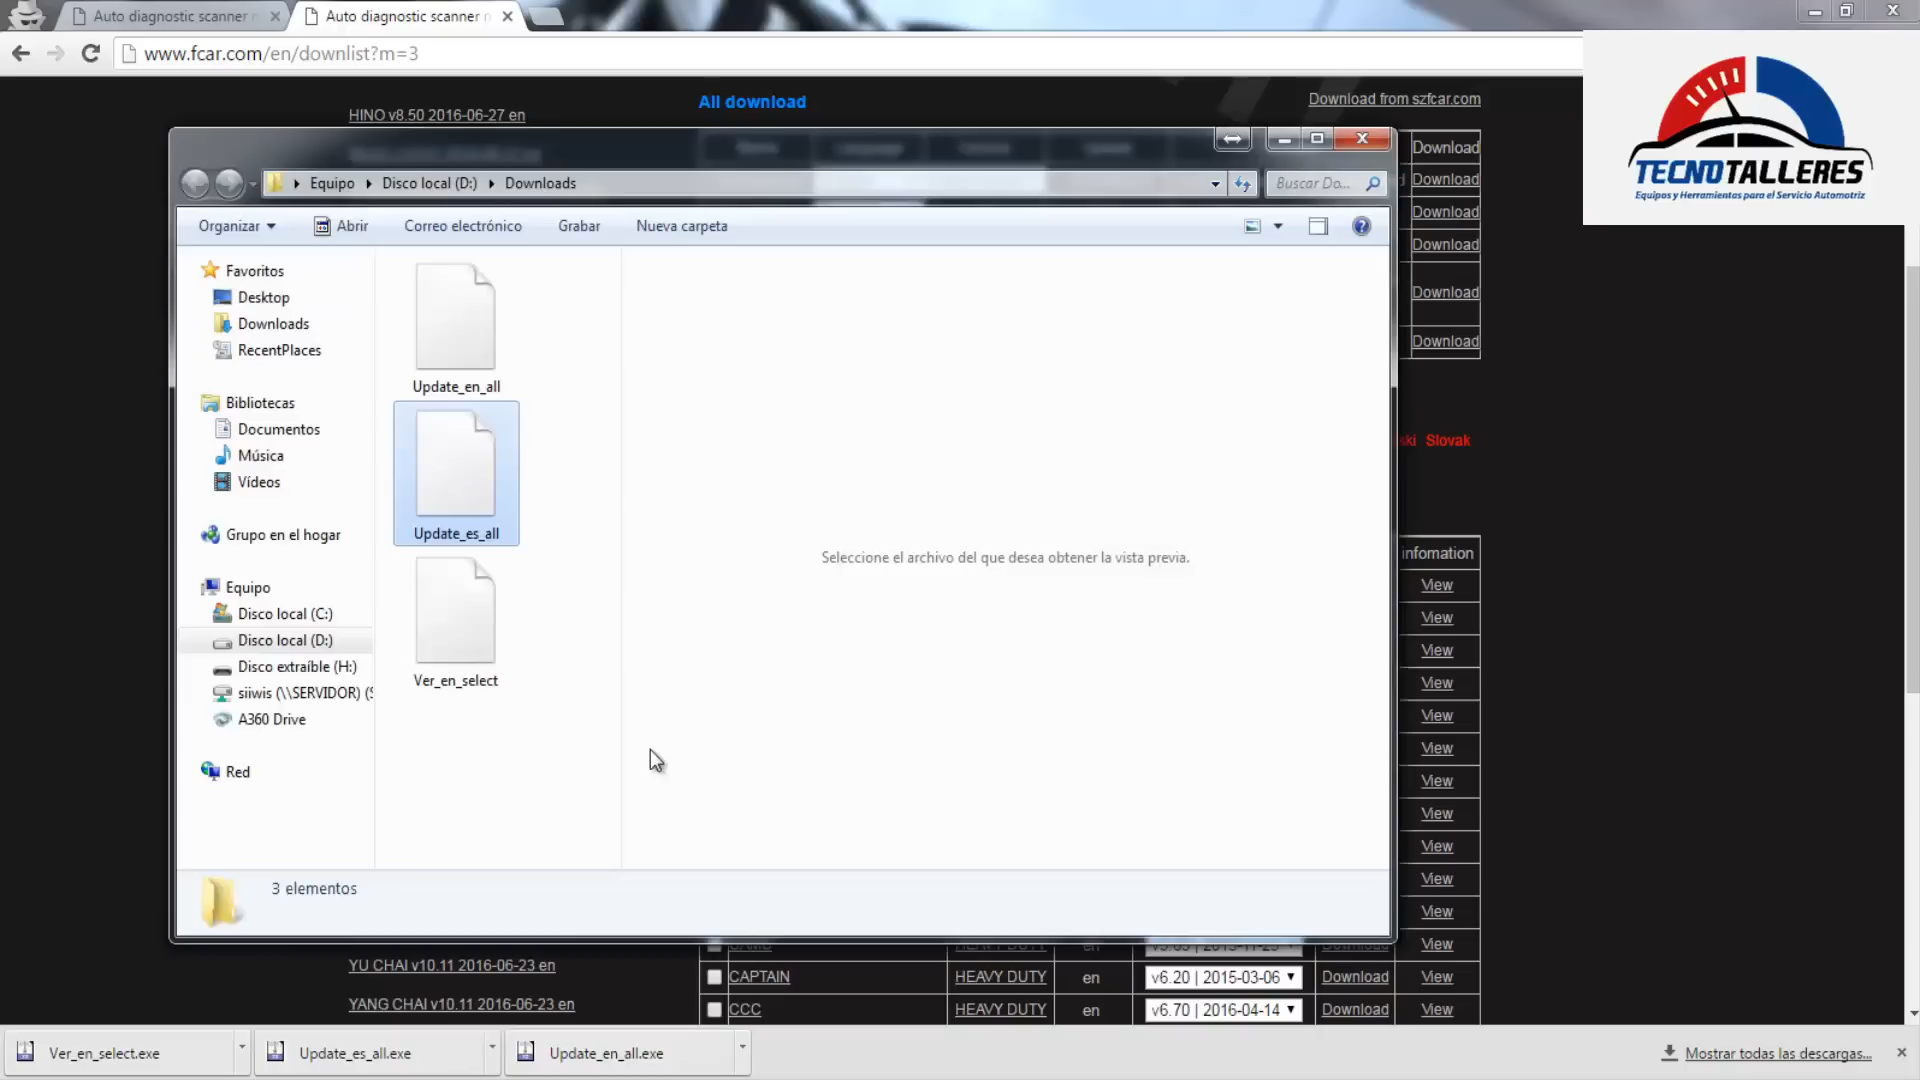 Auto diagnostic scanner
Auto diagnostic scanner
www.fcar.com/en/downlist?m=3
HINO v8.50 2016-06-27 en
All download
Download from szfcar.com
TECNOTALLERES
Equipos y Herramientas para el Servicio Automotriz
Equipo
Disco local (D:)
Downloads
Buscar Do...
Organizar
Abrir
Correo electrónico
Grabar
Nueva carpeta
Favoritos
Desktop
Downloads
RecentPlaces
Bibliotecas
Documentos
Música
Vídeos
Grupo en el hogar
Equipo
Disco local (C:)
Disco local (D:)
Disco extraíble (H:)
siiwis (\\SERVIDOR) (S
A360 Drive
Red
Update_en_all
Update_es_all
Ver_en_select
Seleccione el archivo del que desea obtener la vista previa.
3 elementos
Download
Download
Download
Download
Download
Download
ski Slovak
infomation
View
View
View
View
View
View
View
View
View
View
View
View
YU CHAI v10.11 2016-06-23 en
YANG CHAI v10.11 2016-06-23 en
CAPTAIN HEAVY DUTY en v6.20 | 2015-03-06 Download View
CCC HEAVY DUTY en v6.70 | 2016-04-14 Download View
Ver_en_select.exe
Update_es_all.exe
Update_en_all.exe
Mostrar todas las descargas...